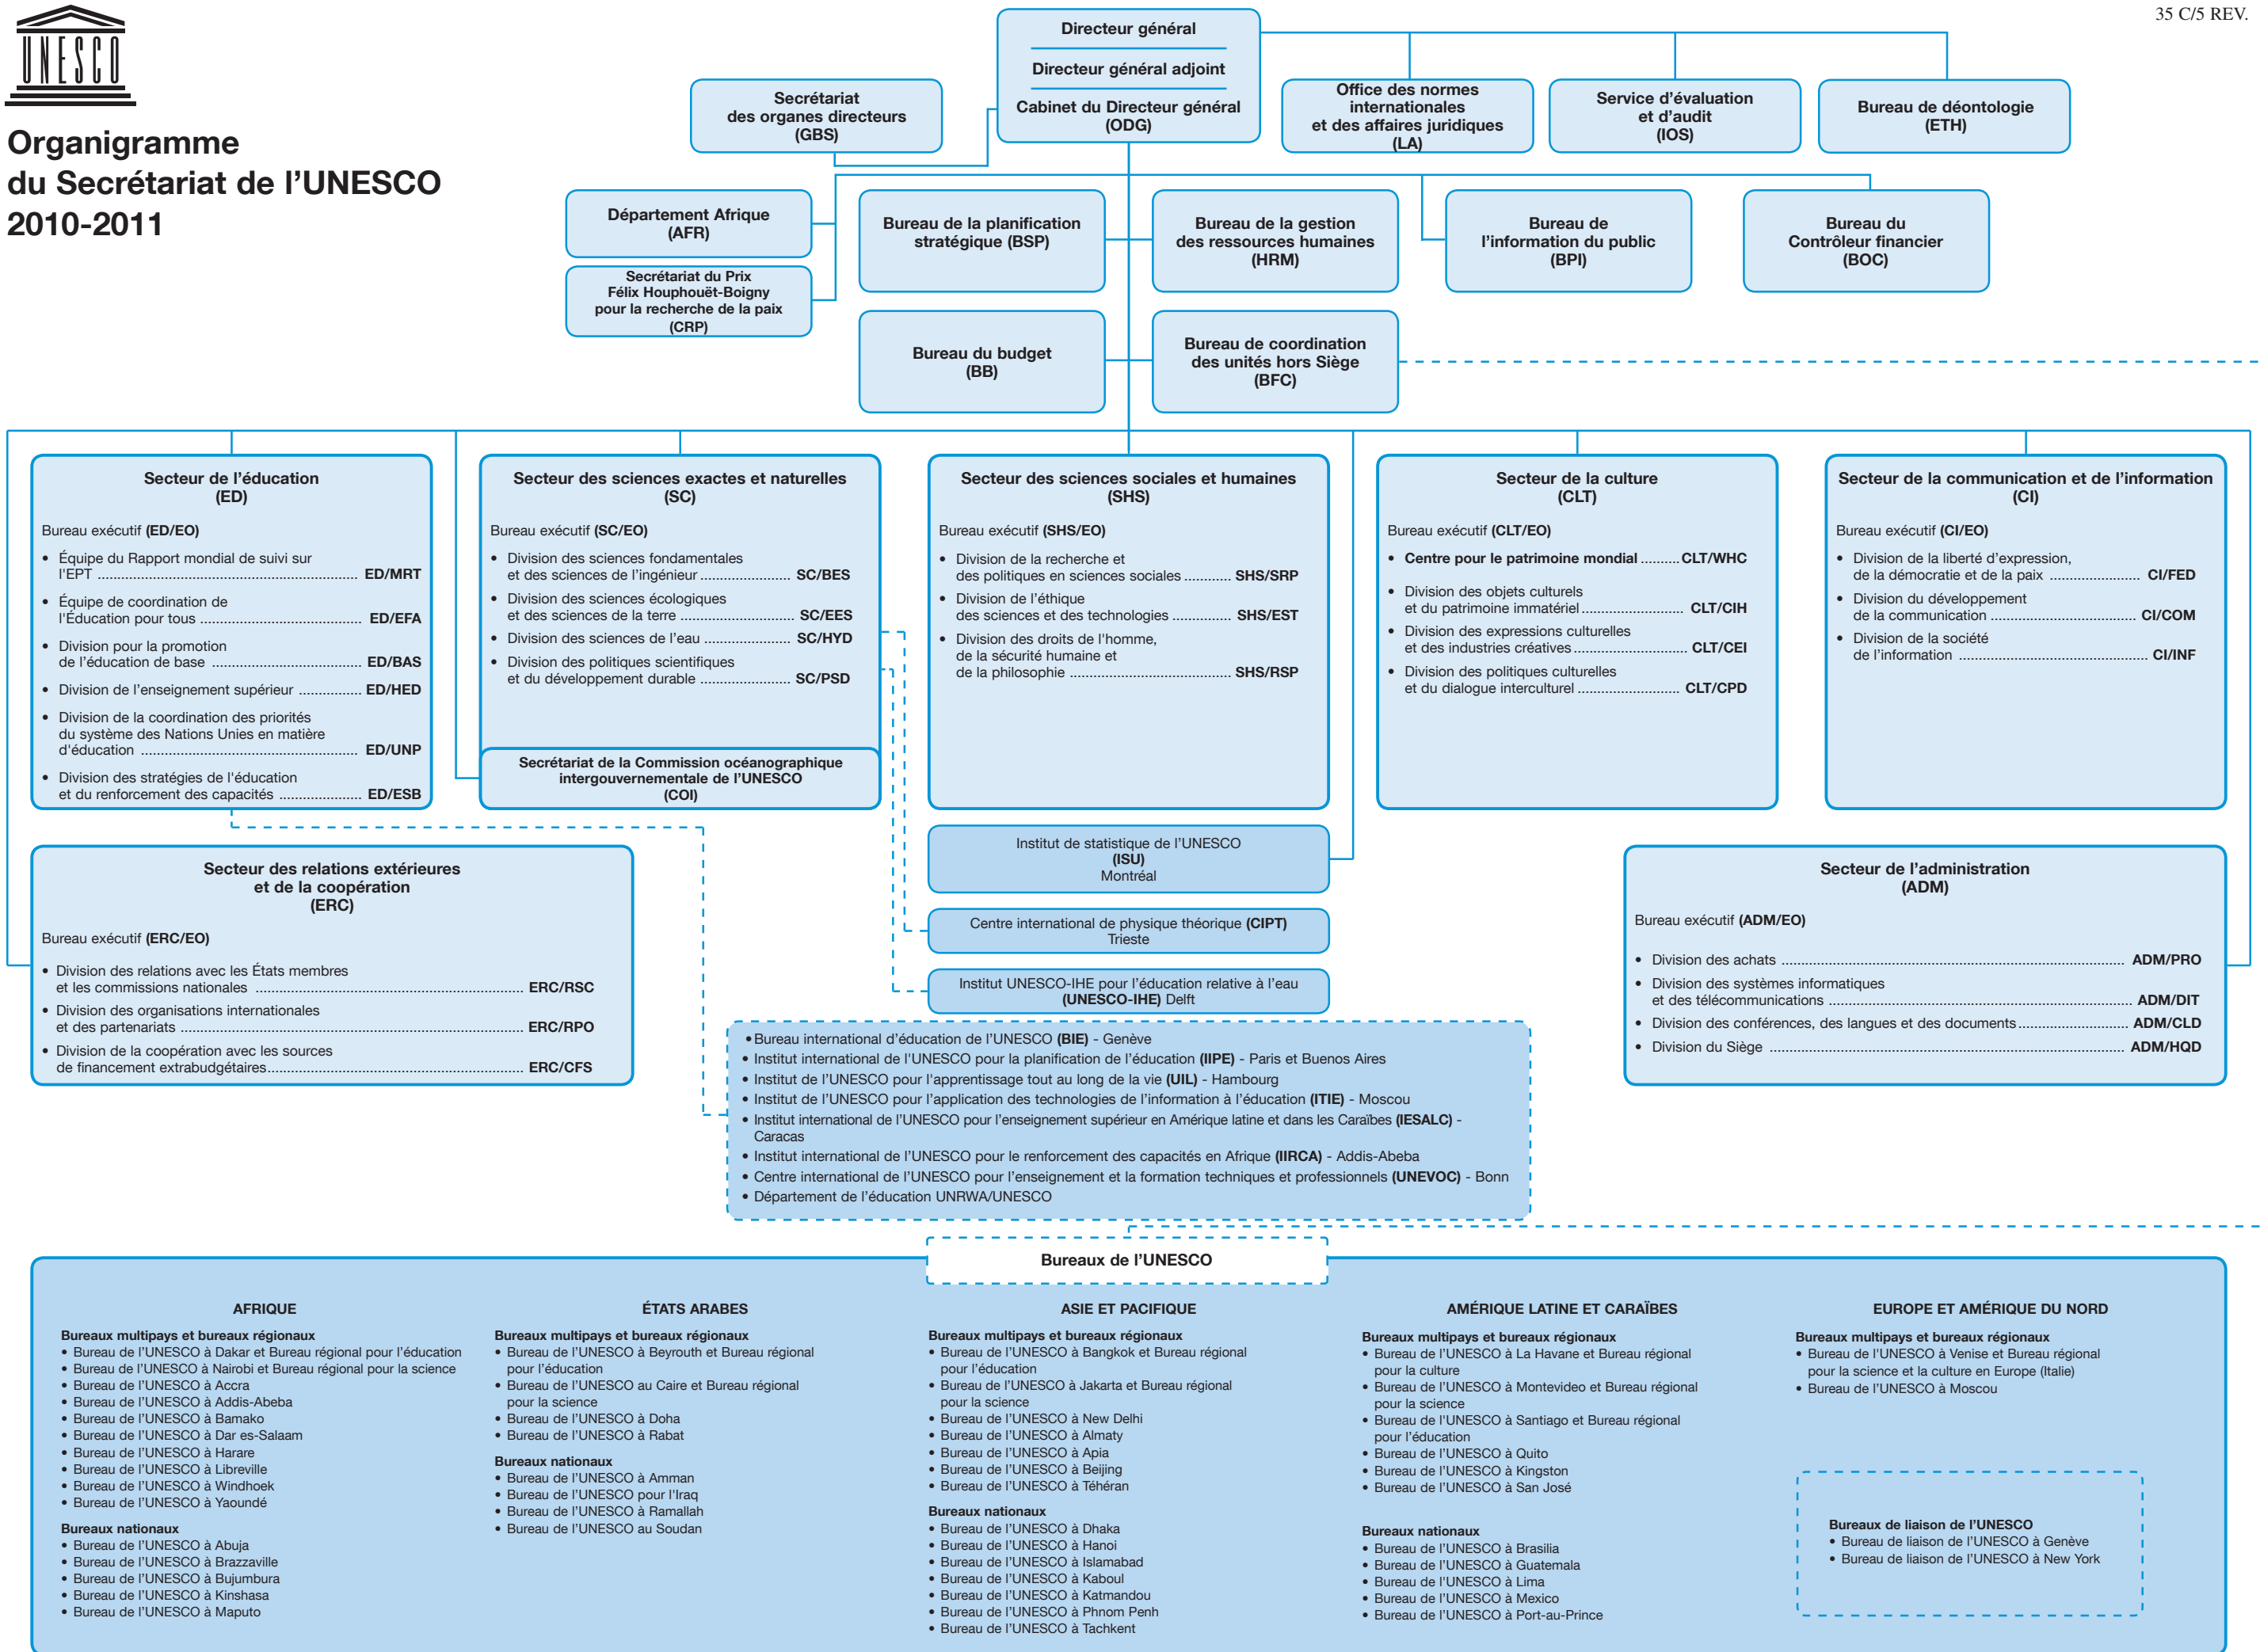 35 C/5 REV.
UNESCO
Organigramme
du Secrétariat de l’UNESCO
2010-2011
Directeur général
Directeur général adjoint
Cabinet du Directeur général
(ODG)
Secrétariat
des organes directeurs
(GBS)
Office des normes
internationales
et des affaires juridiques
(LA)
Service d’évaluation
et d’audit
(IOS)
Bureau de déontologie
(ETH)
Département Afrique
(AFR)
Secrétariat du Prix
Félix Houphouët-Boigny
pour la recherche de la paix
(CRP)
Bureau de la planification
stratégique (BSP)
Bureau de la gestion
des ressources humaines
(HRM)
Bureau de
l’information du public
(BPI)
Bureau du
Contrôleur financier
(BOC)
Bureau du budget
(BB)
Bureau de coordination
des unités hors Siège
(BFC)
Secteur de l’éducation
(ED)
Bureau exécutif (ED/EO)
• Équipe du Rapport mondial de suivi sur
l'EPT ........ ED/MRT
• Équipe de coordination de
l'Éducation pour tous ........ ED/EFA
• Division pour la promotion
de l’éducation de base ........ ED/BAS
• Division de l’enseignement supérieur ........ ED/HED
• Division de la coordination des priorités
du système des Nations Unies en matière
d'éducation ........ ED/UNP
• Division des stratégies de l'éducation
et du renforcement des capacités ........ ED/ESB
Secteur des sciences exactes et naturelles
(SC)
Bureau exécutif (SC/EO)
• Division des sciences fondamentales
et des sciences de l’ingénieur ........ SC/BES
• Division des sciences écologiques
et des sciences de la terre ........ SC/EES
• Division des sciences de l’eau ........ SC/HYD
• Division des politiques scientifiques
et du développement durable ........ SC/PSD
Secrétariat de la Commission océanographique
intergouvernementale de l’UNESCO
(COI)
Secteur des sciences sociales et humaines
(SHS)
Bureau exécutif (SHS/EO)
• Division de la recherche et
des politiques en sciences sociales ........ SHS/SRP
• Division de l’éthique
des sciences et des technologies ........ SHS/EST
• Division des droits de l'homme,
de la sécurité humaine et
de la philosophie ........ SHS/RSP
Secteur de la culture
(CLT)
Bureau exécutif (CLT/EO)
• Centre pour le patrimoine mondial ........ CLT/WHC
• Division des objets culturels
et du patrimoine immatériel ........ CLT/CIH
• Division des expressions culturelles
et des industries créatives ........ CLT/CEI
• Division des politiques culturelles
et du dialogue interculturel ........ CLT/CPD
Secteur de la communication et de l’information
(CI)
Bureau exécutif (CI/EO)
• Division de la liberté d’expression,
de la démocratie et de la paix ........ CI/FED
• Division du développement
de la communication ........ CI/COM
• Division de la société
de l’information ........ CI/INF
Secteur des relations extérieures
et de la coopération
(ERC)
Bureau exécutif (ERC/EO)
• Division des relations avec les États membres
et les commissions nationales ........ ERC/RSC
• Division des organisations internationales
et des partenariats ........ ERC/RPO
• Division de la coopération avec les sources
de financement extrabudgétaires ........ ERC/CFS
Institut de statistique de l’UNESCO
(ISU)
Montréal
Centre international de physique théorique (CIPT)
Trieste
Institut UNESCO-IHE pour l’éducation relative à l’eau
(UNESCO-IHE) Delft
Secteur de l’administration
(ADM)
Bureau exécutif (ADM/EO)
• Division des achats ........ ADM/PRO
• Division des systèmes informatiques
et des télécommunications ........ ADM/DIT
• Division des conférences, des langues et des documents ........ ADM/CLD
• Division du Siège ........ ADM/HQD
• Bureau international d’éducation de l’UNESCO (BIE) - Genève
• Institut international de l'UNESCO pour la planification de l’éducation (IIPE) - Paris et Buenos Aires
• Institut de l’UNESCO pour l'apprentissage tout au long de la vie (UIL) - Hambourg
• Institut de l’UNESCO pour l’application des technologies de l’information à l’éducation (ITIE) - Moscou
• Institut international de l’UNESCO pour l’enseignement supérieur en Amérique latine et dans les Caraïbes (IESALC) -
Caracas
• Institut international de l’UNESCO pour le renforcement des capacités en Afrique (IIRCA) - Addis-Abeba
• Centre international de l’UNESCO pour l’enseignement et la formation techniques et professionnels (UNEVOC) - Bonn
• Département de l’éducation UNRWA/UNESCO
Bureaux de l’UNESCO
AFRIQUE
Bureaux multipays et bureaux régionaux
• Bureau de l’UNESCO à Dakar et Bureau régional pour l’éducation
• Bureau de l’UNESCO à Nairobi et Bureau régional pour la science
• Bureau de l’UNESCO à Accra
• Bureau de l’UNESCO à Addis-Abeba
• Bureau de l’UNESCO à Bamako
• Bureau de l’UNESCO à Dar es-Salaam
• Bureau de l’UNESCO à Harare
• Bureau de l’UNESCO à Libreville
• Bureau de l’UNESCO à Windhoek
• Bureau de l’UNESCO à Yaoundé
Bureaux nationaux
• Bureau de l’UNESCO à Abuja
• Bureau de l’UNESCO à Brazzaville
• Bureau de l’UNESCO à Bujumbura
• Bureau de l’UNESCO à Kinshasa
• Bureau de l’UNESCO à Maputo
ÉTATS ARABES
Bureaux multipays et bureaux régionaux
• Bureau de l’UNESCO à Beyrouth et Bureau régional
pour l’éducation
• Bureau de l’UNESCO au Caire et Bureau régional
pour la science
• Bureau de l’UNESCO à Doha
• Bureau de l’UNESCO à Rabat
Bureaux nationaux
• Bureau de l’UNESCO à Amman
• Bureau de l’UNESCO pour l'Iraq
• Bureau de l’UNESCO à Ramallah
• Bureau de l’UNESCO au Soudan
ASIE ET PACIFIQUE
Bureaux multipays et bureaux régionaux
• Bureau de l’UNESCO à Bangkok et Bureau régional
pour l’éducation
• Bureau de l’UNESCO à Jakarta et Bureau régional
pour la science
• Bureau de l’UNESCO à New Delhi
• Bureau de l’UNESCO à Almaty
• Bureau de l’UNESCO à Apia
• Bureau de l’UNESCO à Beijing
• Bureau de l’UNESCO à Téhéran
Bureaux nationaux
• Bureau de l’UNESCO à Dhaka
• Bureau de l’UNESCO à Hanoi
• Bureau de l’UNESCO à Islamabad
• Bureau de l’UNESCO à Kaboul
• Bureau de l’UNESCO à Katmandou
• Bureau de l’UNESCO à Phnom Penh
• Bureau de l’UNESCO à Tachkent
AMÉRIQUE LATINE ET CARAÏBES
Bureaux multipays et bureaux régionaux
• Bureau de l’UNESCO à La Havane et Bureau régional
pour la culture
• Bureau de l’UNESCO à Montevideo et Bureau régional
pour la science
• Bureau de l'UNESCO à Santiago et Bureau régional
pour l’éducation
• Bureau de l’UNESCO à Quito
• Bureau de l’UNESCO à Kingston
• Bureau de l’UNESCO à San José
Bureaux nationaux
• Bureau de l’UNESCO à Brasilia
• Bureau de l’UNESCO à Guatemala
• Bureau de l'UNESCO à Lima
• Bureau de l’UNESCO à Mexico
• Bureau de l’UNESCO à Port-au-Prince
EUROPE ET AMÉRIQUE DU NORD
Bureaux multipays et bureaux régionaux
• Bureau de l'UNESCO à Venise et Bureau régional
pour la science et la culture en Europe (Italie)
• Bureau de l’UNESCO à Moscou
Bureaux de liaison de l’UNESCO
• Bureau de liaison de l’UNESCO à Genève
• Bureau de liaison de l’UNESCO à New York